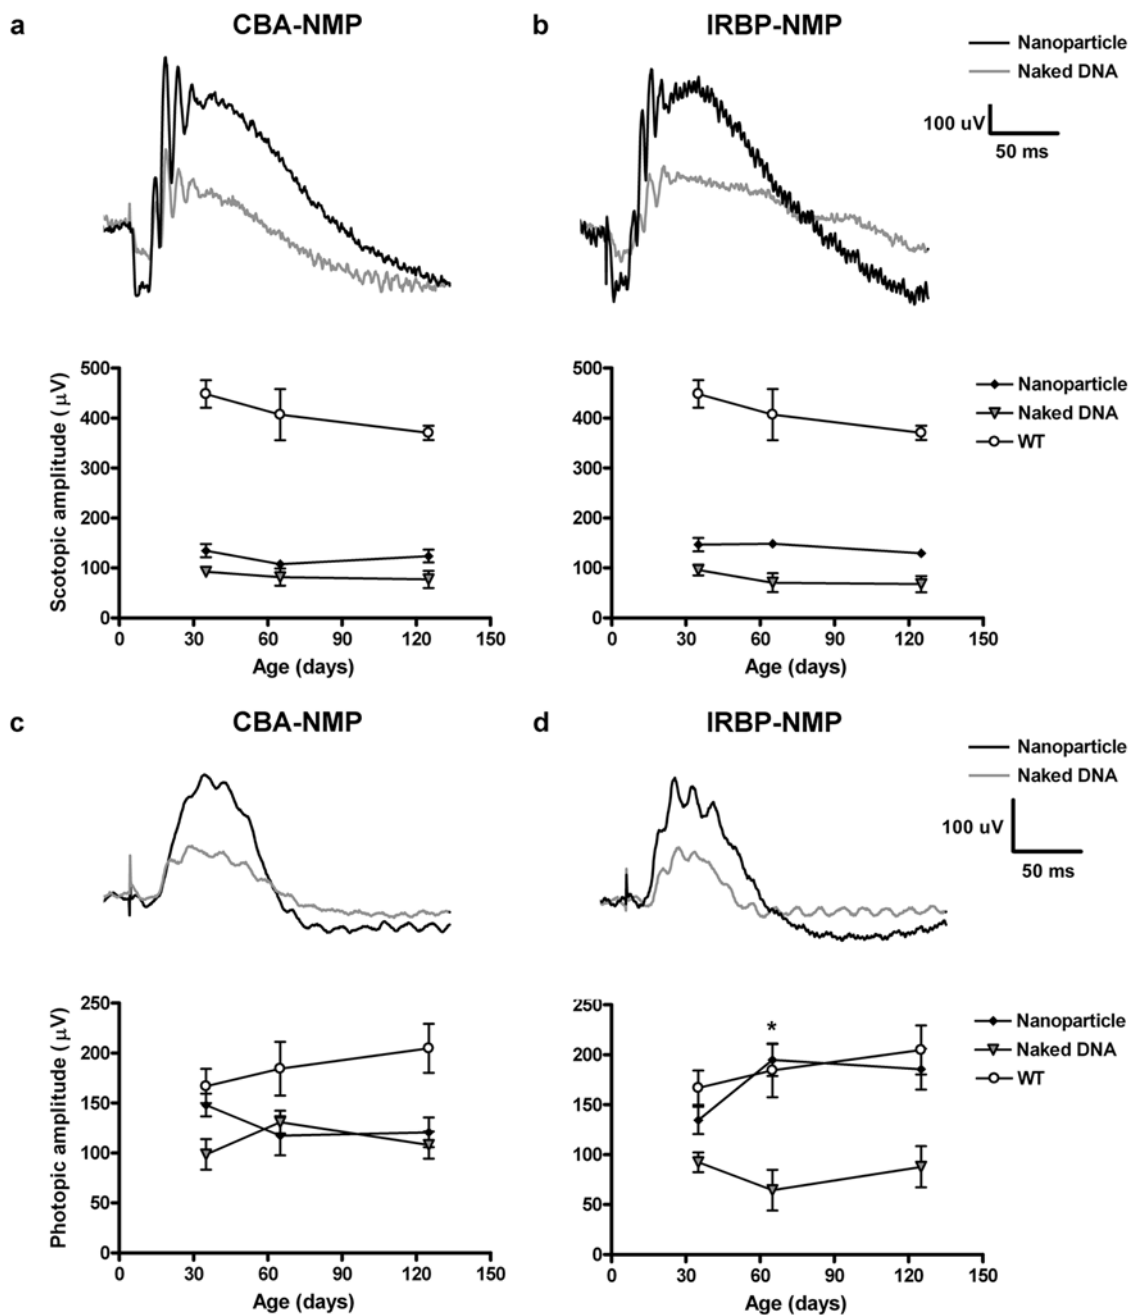 a CBA-NMP
b IRBP-NMP
Nanoparticle
Naked DNA
100 uV
50 ms
Scotopic amplitude ( μV)
500
400
300
200
100
0
0 30 60 90 120 150
Age (days)
500
400
300
200
100
0
0 30 60 90 120 150
Age (days)
Nanoparticle
Naked DNA
WT
c CBA-NMP
d IRBP-NMP
Nanoparticle
Naked DNA
100 uV
50 ms
Photopic amplitude (μV)
250
200
150
100
50
0
0 30 60 90 120 150
Age (days)
250
200
150
100
50
0
*
0 30 60 90 120 150
Age (days)
Nanoparticle
Naked DNA
WT